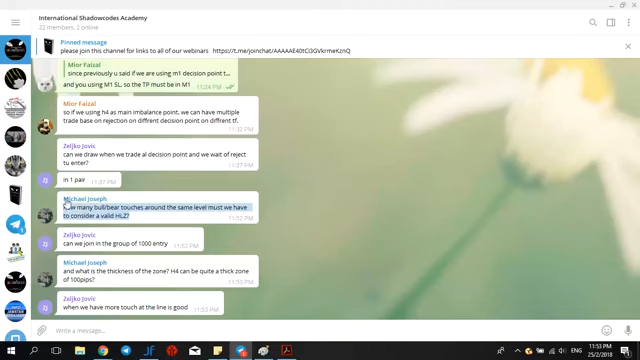 International Shadowcodes Academy
22 members, 2 online
Pinned message
please join this channel for links to all of our webinars https://t.me/joinchat/AAAAAE40tCi3GVkrmeKznQ
Mior Faizal
since previously u said if we are using m1 decision point t...
and you using M1 SL, so the TP must be in M1
11:24 PM
Mior Faizal
so if we using h4 as main imbalance point, we can have multiple
trade base on rejection on diffrent decision point on diffrent tf.
11:32 PM
Zeljko Jovic
can we draw when we trade al decision point and we wait of reject
tu enter?
11:37 PM
in 1 pair 11:37 PM
Michael Joseph
how many bull/bear touches around the same level must we have
to consider a valid HLZ?
11:52 PM
Zeljko Jovic
can we join in the group of 1000 entry
11:52 PM
Michael Joseph
and what is the thickness of the zone? H4 can be quite a thick zone
of 100pips?
11:53 PM
Zeljko Jovic
when we have more touch at the line is good
11:53 PM
Write a message...
ENG
11:53 PM
25/2/2018